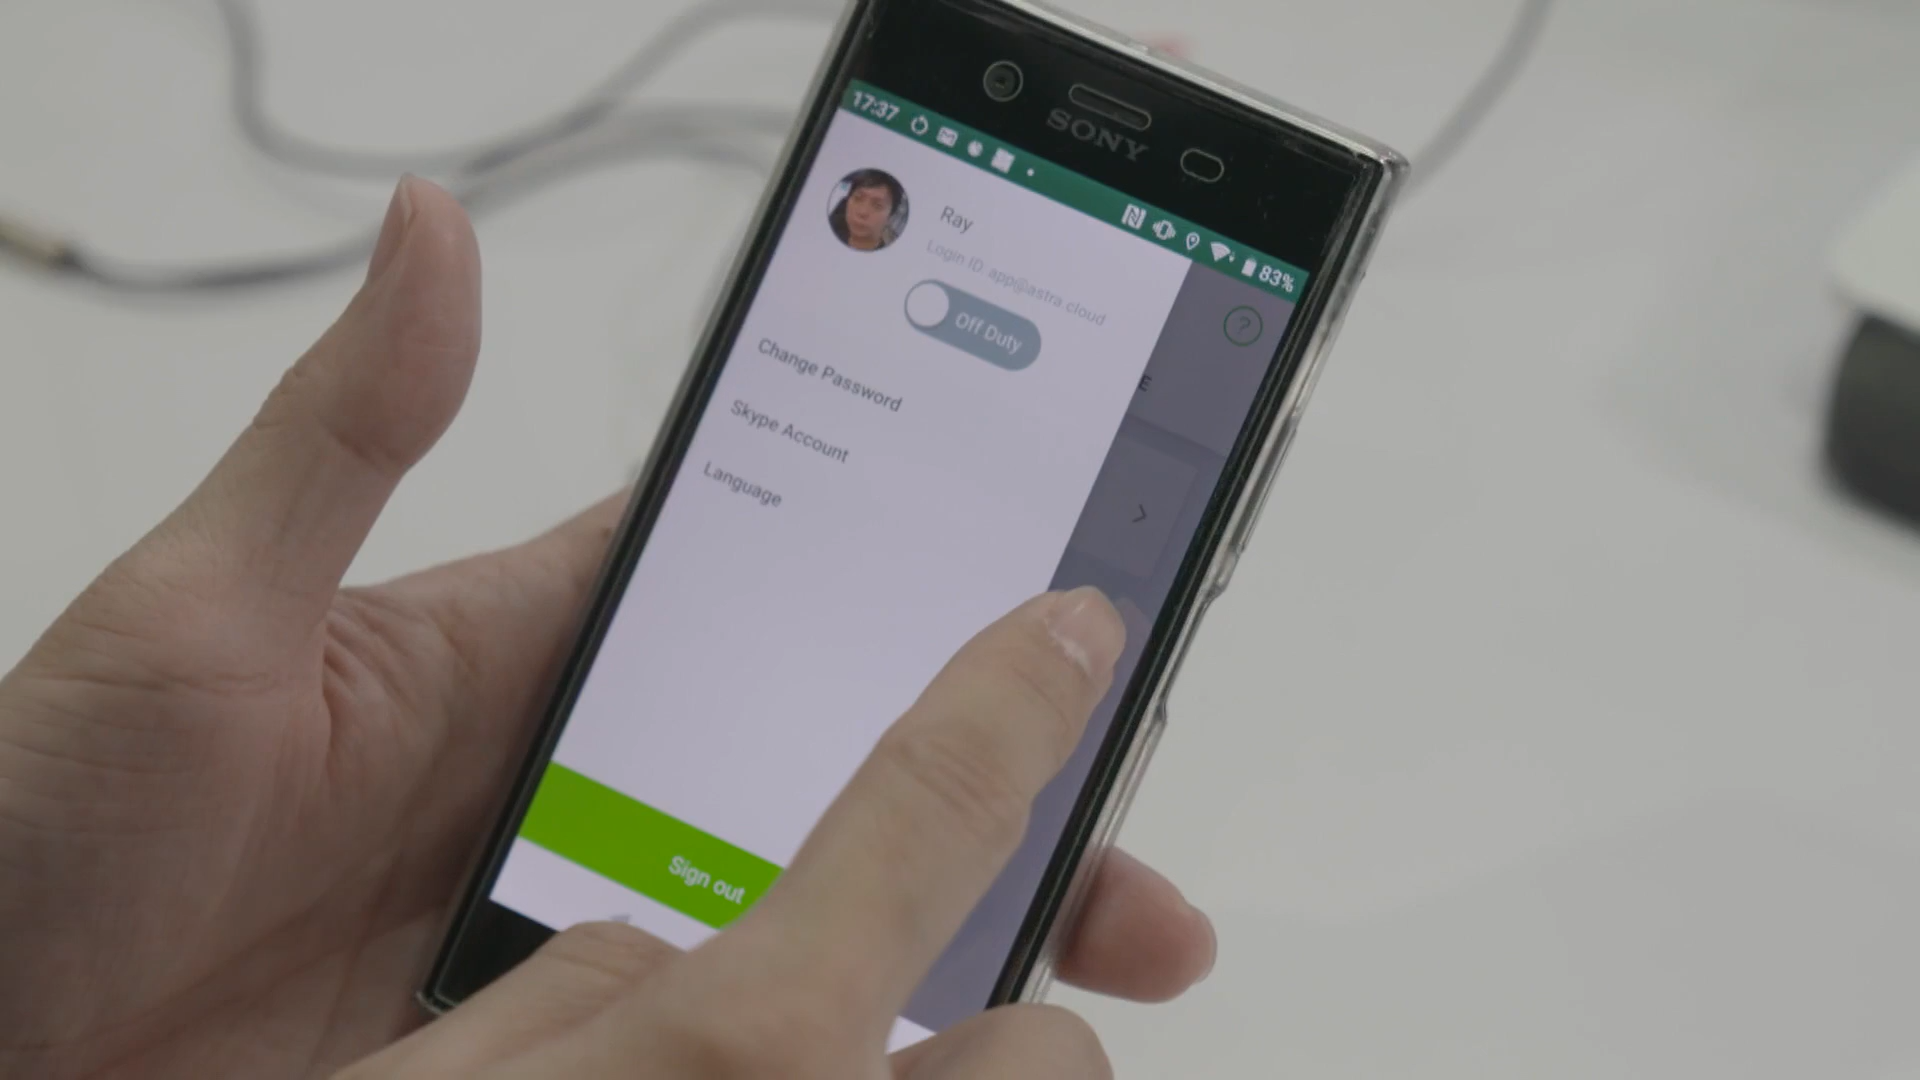 SONY
17:37 83%
Ray
Login ID app@astra.cloud
Off Duty
?
E
Change Password
Skype Account
Language
Sign out